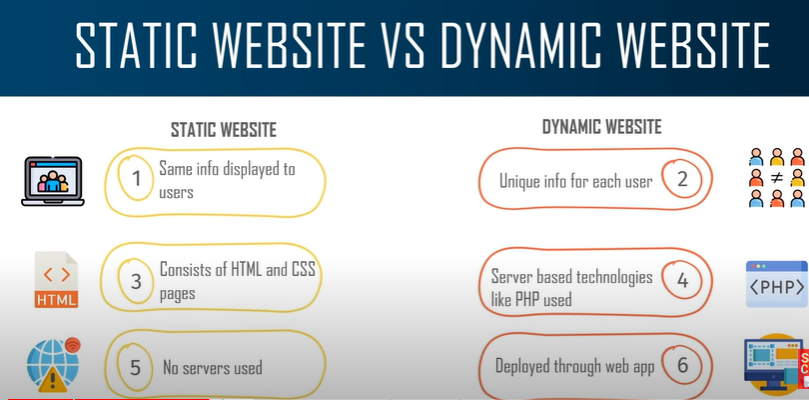 STATIC WEBSITE VS DYNAMIC WEBSITE
STATIC WEBSITE
DYNAMIC WEBSITE
1
Same info displayed to
users
Unique info for each user
2
3
Consists of HTML and CSS
pages
HTML
Server based technologies
like PHP used
4
<PHP>
5
No servers used
Deployed through web app
6
S
C